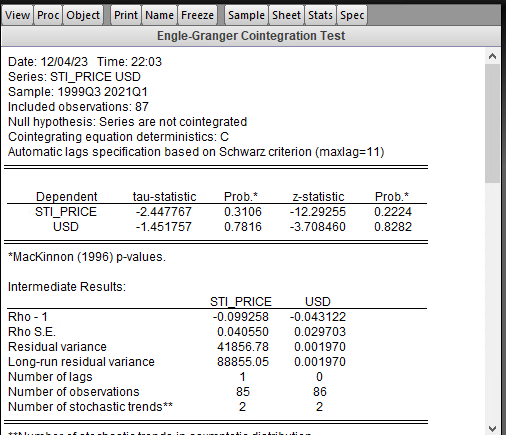 View Proc Object Print Name Freeze Sample Sheet Stats Spec
Engle-Granger Cointegration Test
Date: 12/04/23 Time: 22:03
Series: STI_PRICE USD
Sample: 1999Q3 2021Q1
Included observations: 87
Null hypothesis: Series are not cointegrated
Cointegrating equation deterministics: C
Automatic lags specification based on Schwarz criterion (maxlag=11)
Dependent tau-statistic Prob.* z-statistic Prob.*
STI_PRICE -2.447767 0.3106 -12.29255 0.2224
USD -1.451757 0.7816 -3.708460 0.8282
*MacKinnon (1996) p-values.
Intermediate Results:
STI_PRICE USD
Rho - 1 -0.099258 -0.043122
Rho S.E. 0.040550 0.029703
Residual variance 41856.78 0.001970
Long-run residual variance 88855.05 0.001970
Number of lags 1 0
Number of observations 85 86
Number of stochastic trends** 2 2
**Number of stochastic trends in asymptotic distribution